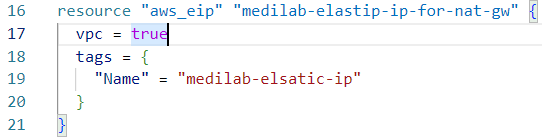 16 resource "aws_eip" "medilab-elastip-ip-for-nat-gw" {
17   vpc = true
18   tags = {
19     "Name" = "medilab-elsatic-ip"
20   }
21 }